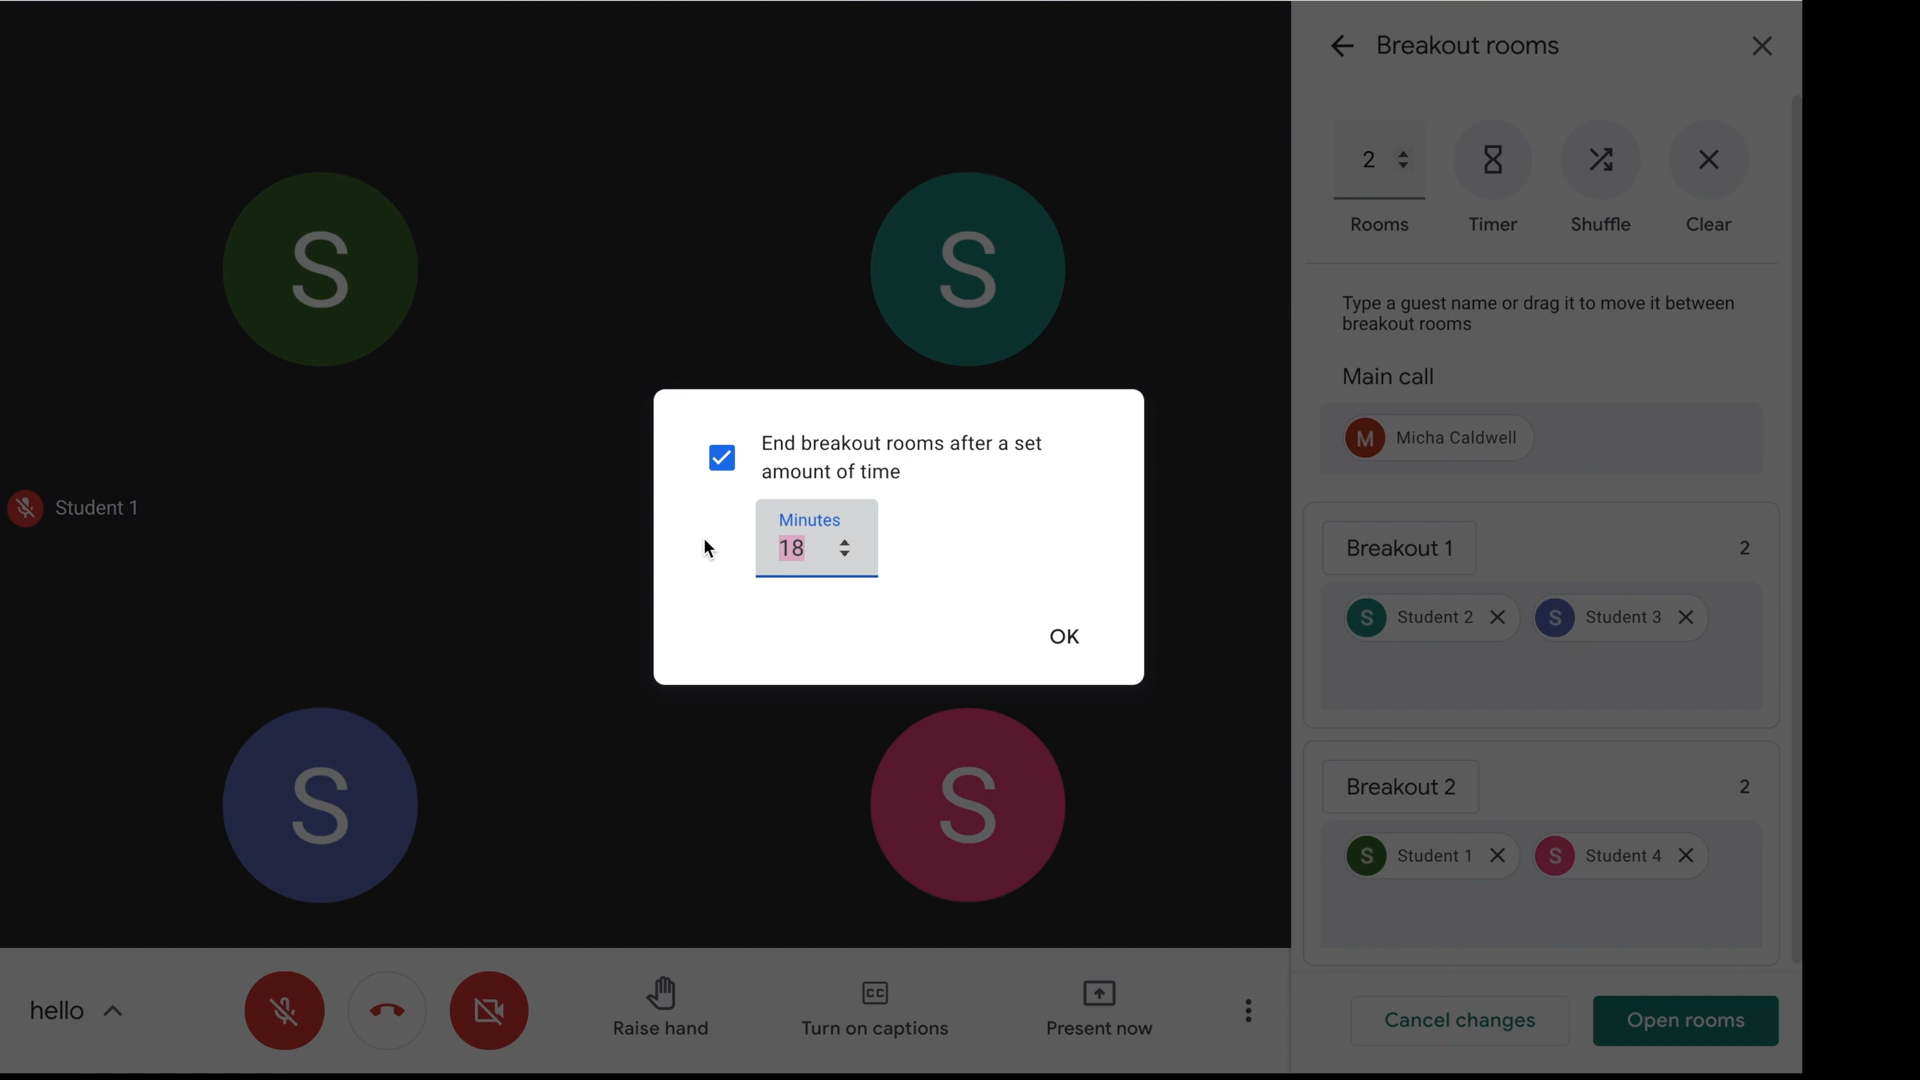 Breakout rooms
2
Rooms
Timer
Shuffle
Clear
Type a guest name or drag it to move it between
breakout rooms
Main call
M Micha Caldwell
Breakout 1 2
S Student 2 S Student 3
Breakout 2 2
S Student 1 S Student 4
Cancel changes
Open rooms
S
S
Student 1
S
S
End breakout rooms after a set
amount of time
Minutes
18
OK
hello
Raise hand
CC
Turn on captions
Present now